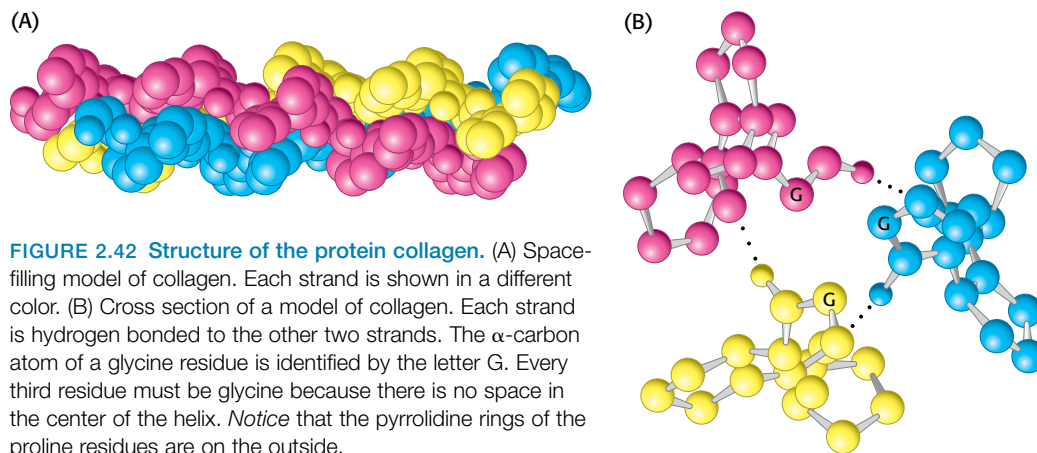 (A)
(B)
FIGURE 2.42 Structure of the protein collagen. (A) Space-
filling model of collagen. Each strand is shown in a different
color. (B) Cross section of a model of collagen. Each strand
is hydrogen bonded to the other two strands. The α-carbon
atom of a glycine residue is identified by the letter G. Every
third residue must be glycine because there is no space in
the center of the helix. Notice that the pyrrolidine rings of the
proline residues are on the outside.
G
G
G